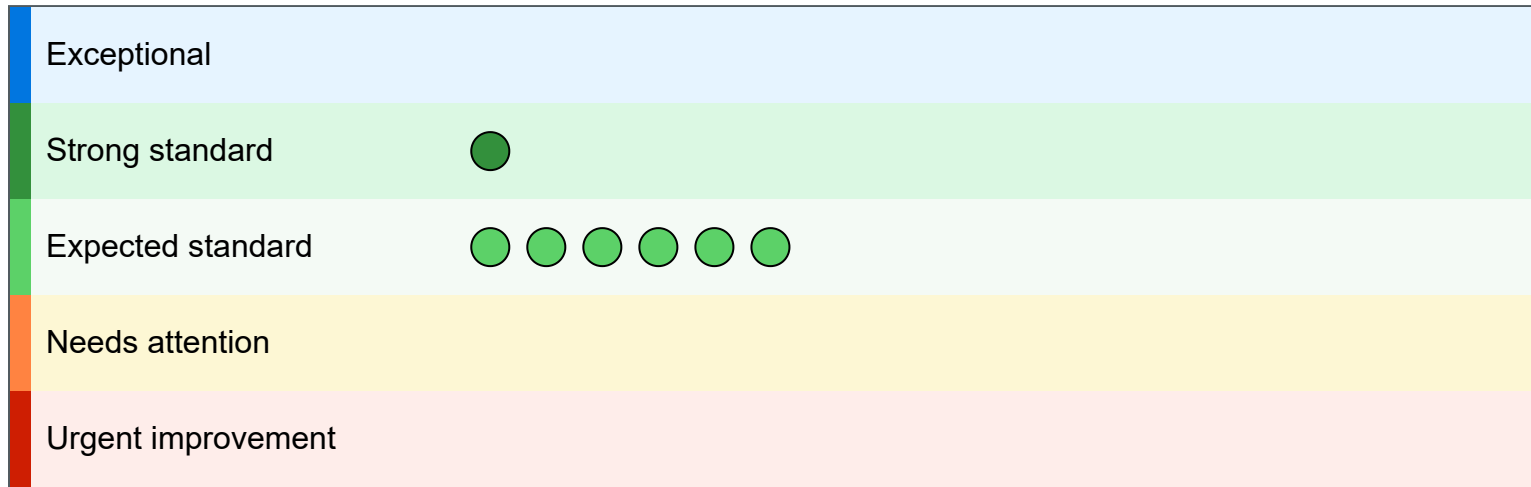 Exceptional
Strong standard
Expected standard
Needs attention
Urgent improvement